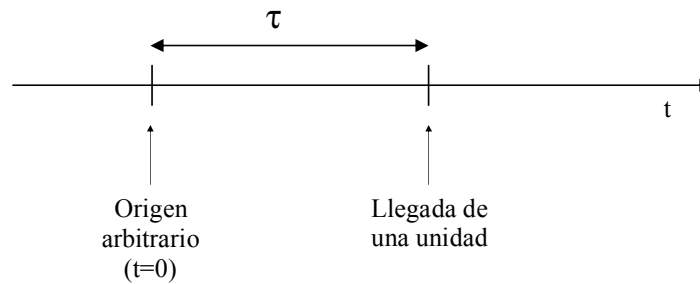 τ
t
Origen
arbitrario
(t=0)
Llegada de
una unidad